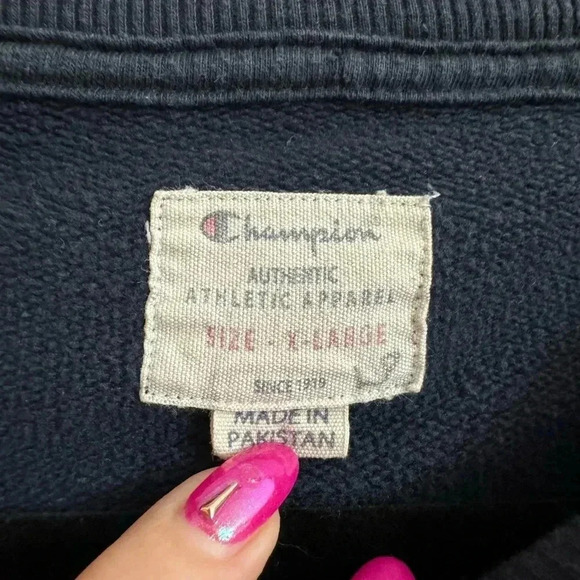 Champion
AUTHENTIC
ATHLETIC APPAREL
SIZE - X-LARGE
SINCE 1919
MADE IN
PAKISTAN